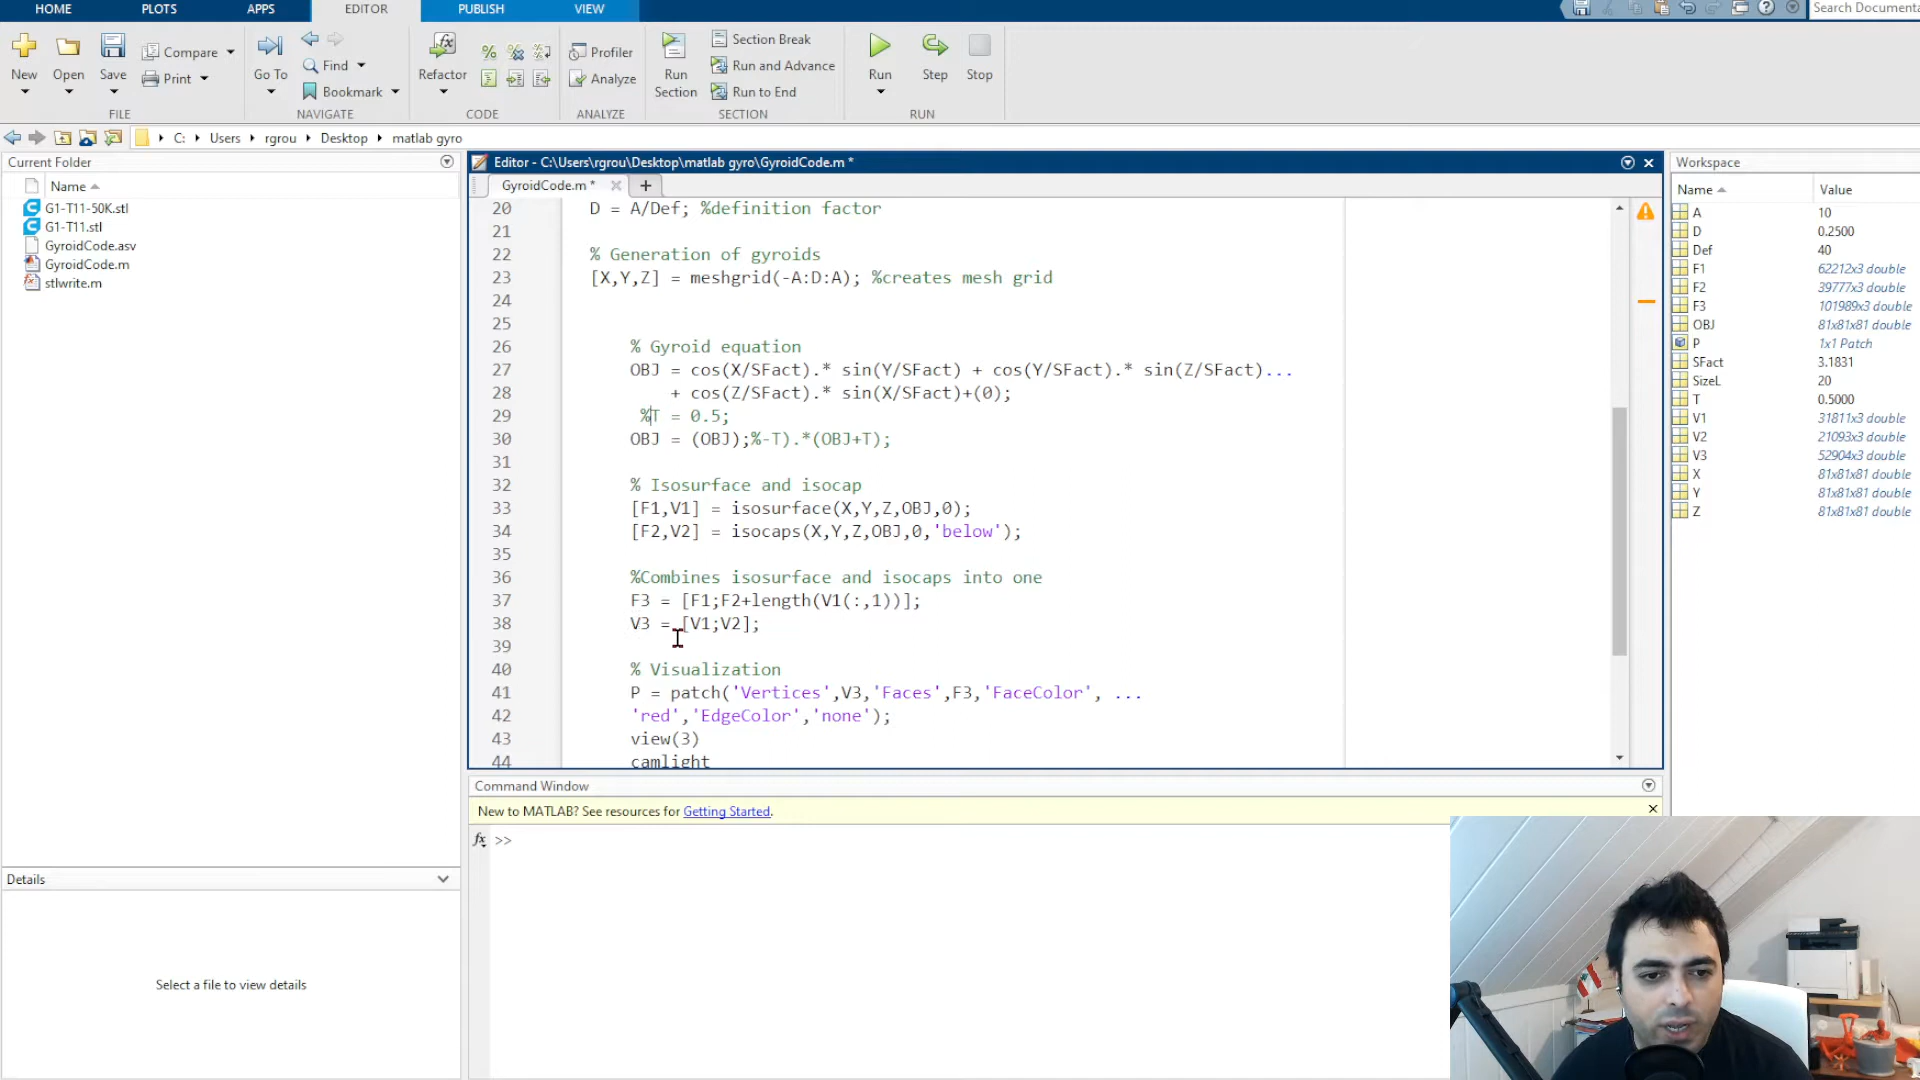 HOME PLOTS APPS EDITOR PUBLISH VIEW
Search Documenta
New Open Save Compare Print
FILE
Go To Find Bookmark
NAVIGATE
Refactor
CODE
Profiler Analyze
ANALYZE
Run Section
Section Break
Run and Advance
Run to End
SECTION
Run Step Stop
RUN
C: Users rgrou Desktop matlab gyro
Current Folder
Name
G1-T11-50K.stl
G1-T11.stl
GyroidCode.asv
GyroidCode.m
stlwrite.m
Details
Select a file to view details
Editor - C:\Users\rgrou\Desktop\matlab gyro\GyroidCode.m *
GyroidCode.m *
20 D = A/Def; %definition factor
21
22 % Generation of gyroids
23 [X,Y,Z] = meshgrid(-A:D:A); %creates mesh grid
24
25
26 % Gyroid equation
27 OBJ = cos(X/SFact).* sin(Y/SFact) + cos(Y/SFact).* sin(Z/SFact)...
28 + cos(Z/SFact).* sin(X/SFact)+(0);
29 %T = 0.5;
30 OBJ = (OBJ);%-T).*(OBJ+T);
31
32 % Isosurface and isocap
33 [F1,V1] = isosurface(X,Y,Z,OBJ,0);
34 [F2,V2] = isocaps(X,Y,Z,OBJ,0,'below');
35
36 %Combines isosurface and isocaps into one
37 F3 = [F1;F2+length(V1(:,1))];
38 V3 = [V1;V2];
39
40 % Visualization
41 P = patch('Vertices',V3,'Faces',F3,'FaceColor', ...
42 'red','EdgeColor','none');
43 view(3)
44 camlight
Command Window
New to MATLAB? See resources for Getting Started.
fx >>
Workspace
Name Value
A 10
D 0.2500
Def 40
F1 62212x3 double
F2 39777x3 double
F3 101989x3 double
OBJ 81x81x81 double
P 1x1 Patch
SFact 3.1831
SizeL 20
T 0.5000
V1 31811x3 double
V2 21093x3 double
V3 52904x3 double
X 81x81x81 double
Y 81x81x81 double
Z 81x81x81 double